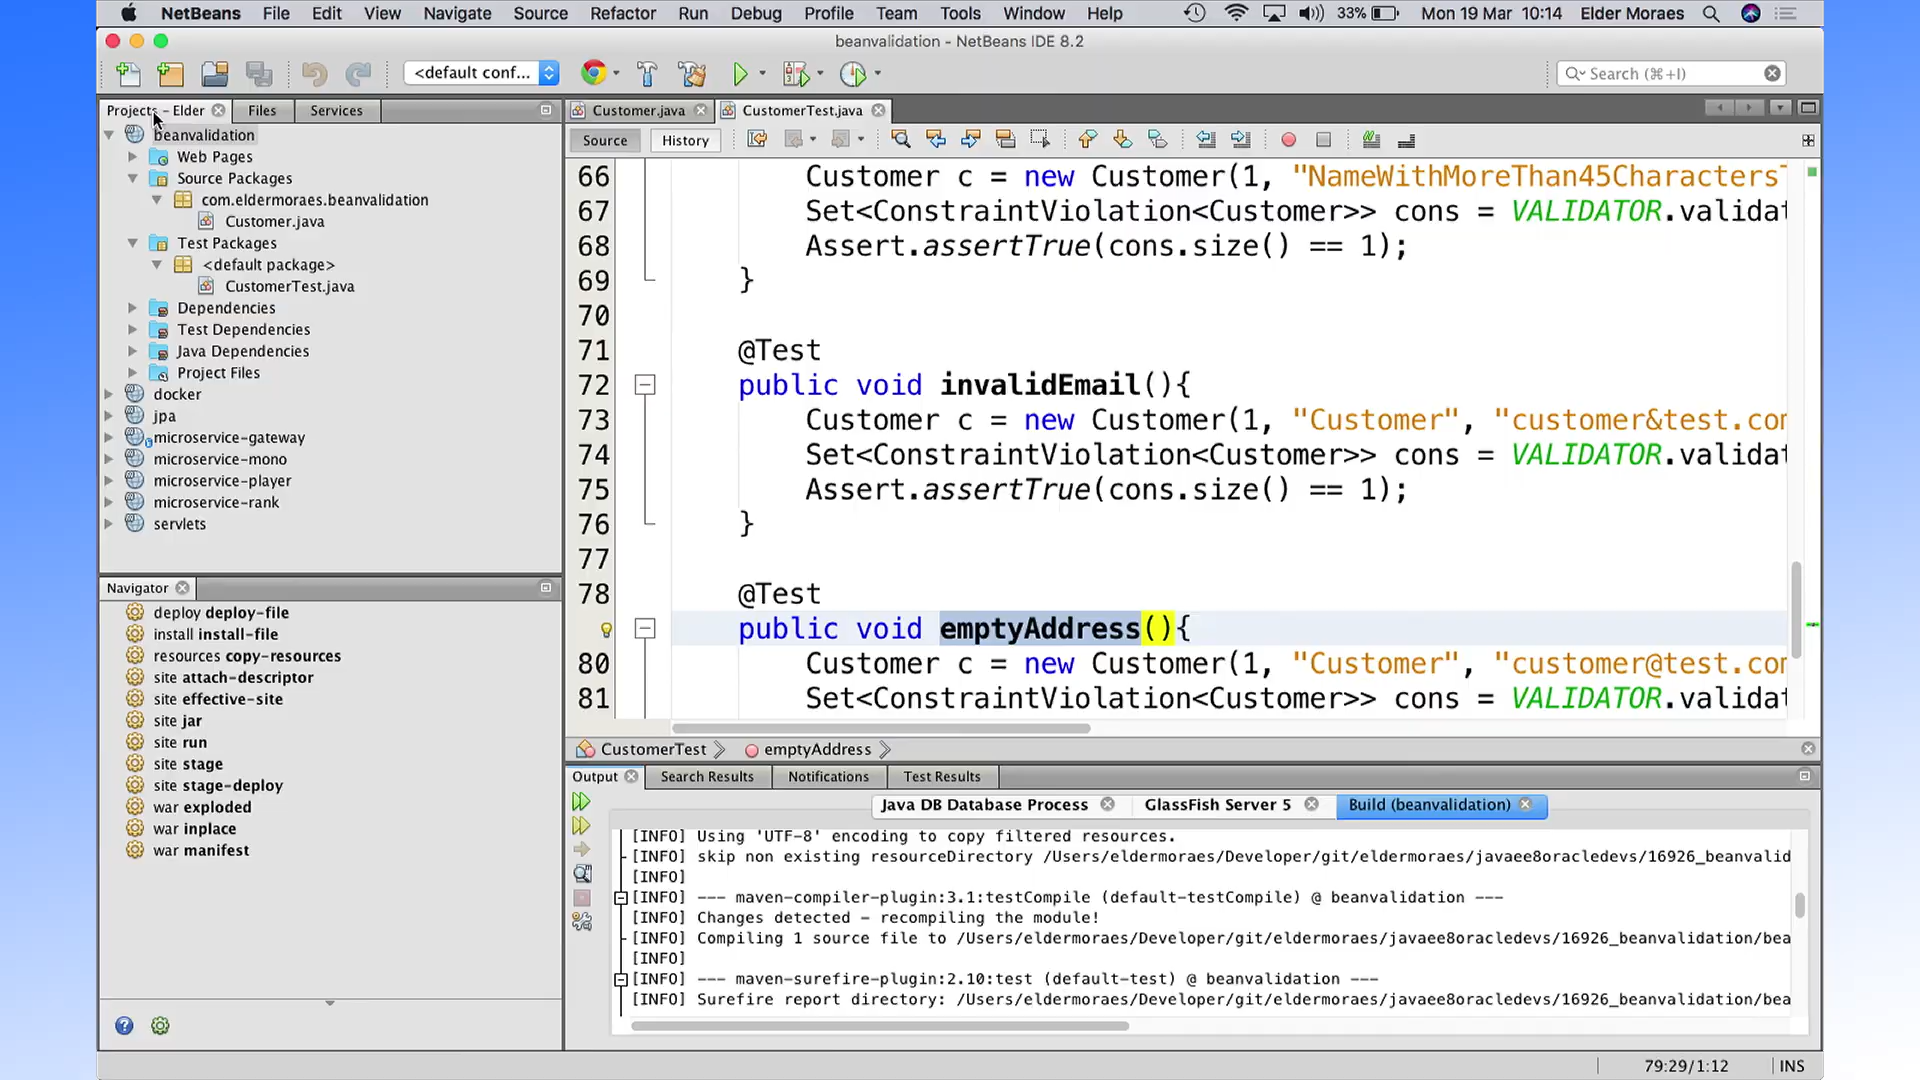 NetBeans File Edit View Navigate Source Refactor Run Debug Profile Team Tools Window Help 33% Mon 19 Mar 10:14 Elder Moraes
beanvalidation - NetBeans IDE 8.2
<default conf... Search (⌘+I)
Projects - Elder Files Services
Customer.java CustomerTest.java
Source History
beanvalidation
Web Pages
Source Packages
com.eldermoraes.beanvalidation
Customer.java
Test Packages
<default package>
CustomerTest.java
Dependencies
Test Dependencies
Java Dependencies
Project Files
docker
jpa
microservice-gateway
microservice-mono
microservice-player
microservice-rank
servlets
Navigator
deploy deploy-file
install install-file
resources copy-resources
site attach-descriptor
site effective-site
site jar
site run
site stage
site stage-deploy
war exploded
war inplace
war manifest
66 Customer c = new Customer(1, "NameWithMoreThan45Characters
67 Set<ConstraintViolation<Customer>> cons = VALIDATOR.validat
68 Assert.assertTrue(cons.size() == 1);
69 }
70
71 @Test
72 public void invalidEmail(){
73 Customer c = new Customer(1, "Customer", "customer&test.com
74 Set<ConstraintViolation<Customer>> cons = VALIDATOR.validat
75 Assert.assertTrue(cons.size() == 1);
76 }
77
78 @Test
public void emptyAddress(){
80 Customer c = new Customer(1, "Customer", "customer@test.com
81 Set<ConstraintViolation<Customer>> cons = VALIDATOR.validat
CustomerTest emptyAddress
Output Search Results Notifications Test Results
Java DB Database Process GlassFish Server 5 Build (beanvalidation)
[INFO] Using 'UTF-8' encoding to copy filtered resources.
[INFO] skip non existing resourceDirectory /Users/eldermoraes/Developer/git/eldermoraes/javaee8oracledevs/16926_beanvalid
[INFO]
[INFO] --- maven-compiler-plugin:3.1:testCompile (default-testCompile) @ beanvalidation ---
[INFO] Changes detected - recompiling the module!
[INFO] Compiling 1 source file to /Users/eldermoraes/Developer/git/eldermoraes/javaee8oracledevs/16926_beanvalidation/bea
[INFO]
[INFO] --- maven-surefire-plugin:2.10:test (default-test) @ beanvalidation ---
[INFO] Surefire report directory: /Users/eldermoraes/Developer/git/eldermoraes/javaee8oracledevs/16926_beanvalidation/bea
79:29/1:12 INS